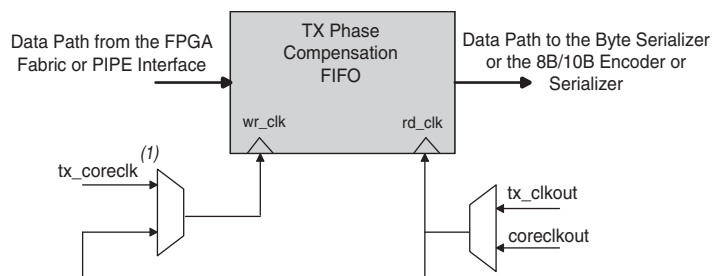 Data Path from the FPGA
Fabric or PIPE Interface
TX Phase
Compensation
FIFO
Data Path to the Byte Serializer
or the 8B/10B Encoder or
Serializer
wr_clk
rd_clk
(1)
tx_coreclk
tx_clkout
coreclkout